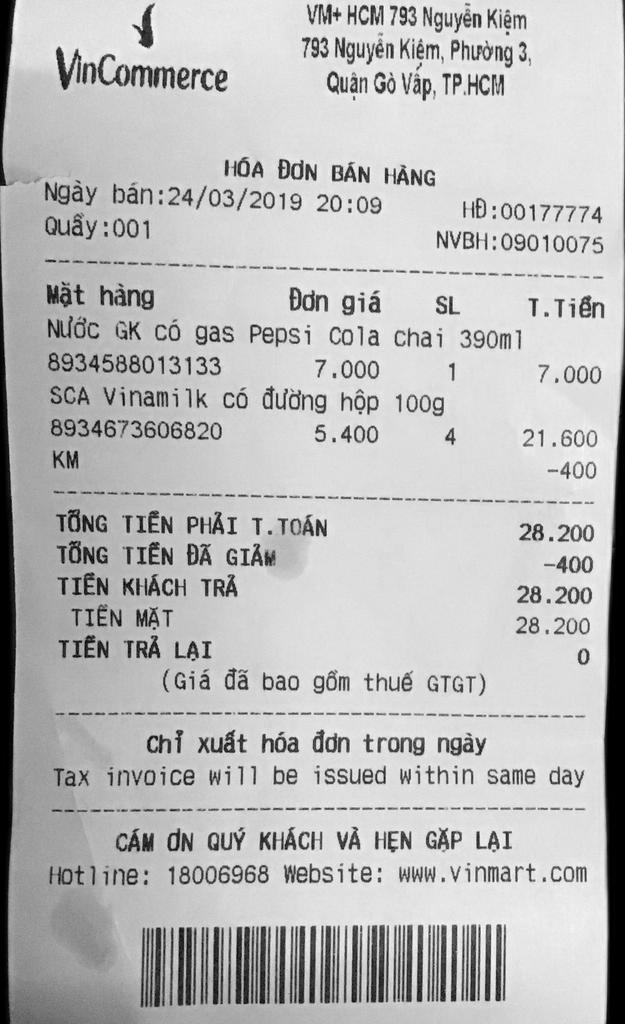 VinCommerce
VM+ HCM 793 Nguyễn Kiệm
793 Nguyễn Kiệm, Phường 3,
Quận Gò Vấp, TP.HCM
HÓA ĐƠN BÁN HÀNG
Ngày bán:24/03/2019 20:09 HĐ:00177774
Quầy:001 NVBH:09010075
Mặt hàng Đơn giá SL T.Tiền
Nước GK có gas Pepsi Cola chai 390ml
8934588013133 7.000 1 7.000
SCA Vinamilk có đường hộp 100g
8934673606820 5.400 4 21.600
KM -400
TỔNG TIỀN PHẢI T.TOÁN 28.200
TỔNG TIỀN ĐÃ GIẢM -400
TIỀN KHÁCH TRẢ 28.200
TIỀN MẶT 28.200
TIỀN TRẢ LẠI 0
(Giá đã bao gồm thuế GTGT)
Chỉ xuất hóa đơn trong ngày
Tax invoice will be issued within same day
CÁM ƠN QUÝ KHÁCH VÀ HẸN GẶP LẠI
Hotline: 18006968 Website: www.vinmart.com